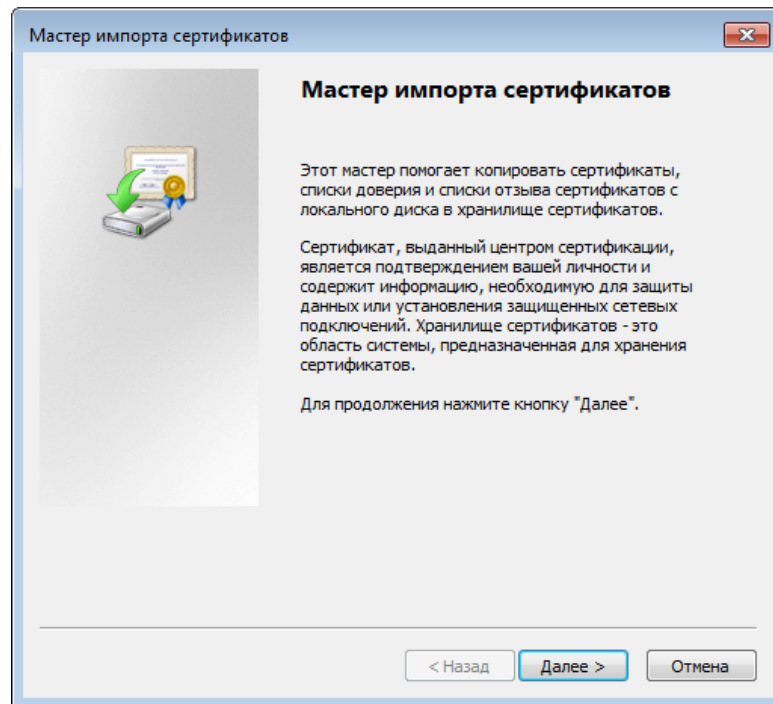 Мастер импорта сертификатов
Мастер импорта сертификатов
Этот мастер помогает копировать сертификаты,
списки доверия и списки отзыва сертификатов с
локального диска в хранилище сертификатов.
Сертификат, выданный центром сертификации,
является подтверждением вашей личности и
содержит информацию, необходимую для защиты
данных или установления защищенных сетевых
подключений. Хранилище сертификатов - это
область системы, предназначенная для хранения
сертификатов.
Для продолжения нажмите кнопку "Далее".
< Назад
Далее >
Отмена